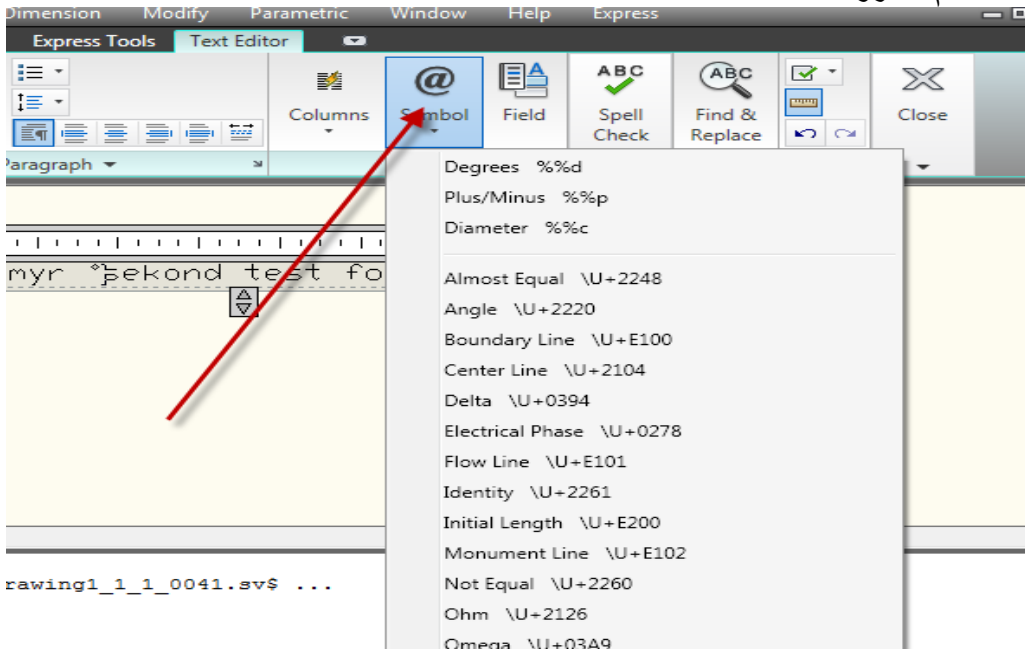 Dimension Modify Parametric Window Help Express
Express Tools Text Editor
Columns
Symbol
Field
ABC
Spell
Check
ABC
Find &
Replace
Close
Paragraph
Degrees %%d
Plus/Minus %%p
Diameter %%c
myr ° sekond test fo
Almost Equal \U+2248
Angle \U+2220
Boundary Line \U+E100
Center Line \U+2104
Delta \U+0394
Electrical Phase \U+0278
Flow Line \U+E101
Identity \U+2261
Initial Length \U+E200
Monument Line \U+E102
Not Equal \U+2260
Ohm \U+2126
Omega \U+03A9
rawing1_1_1_0041.sv$ ...